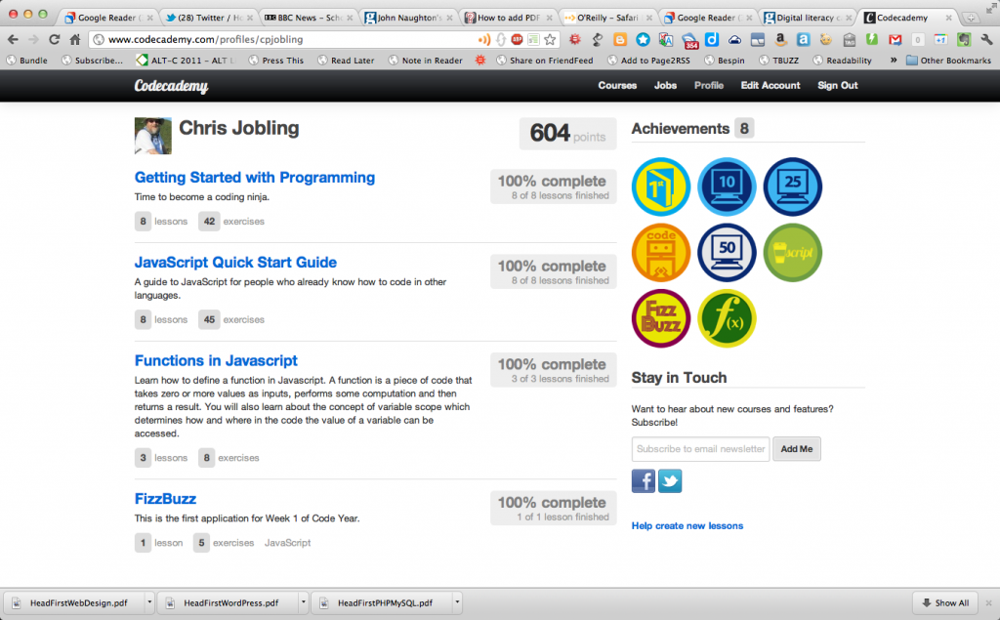 Google Reader (
(28) Twitter / Ho
BBC News – Scho
John Naughton's
How to add PDF
O'Reilly – Safari
Google Reader (
Digital literacy c
Codecademy
www.codecademy.com/profiles/cpjobling
354
Bundle
Subscribe...
ALT-C 2011 – ALT L
Press This
Read Later
Note in Reader
Share on FriendFeed
Add to Page2RSS
Bespin
TBUZZ
Readability
»
Other Bookmarks
Codecademy
Courses Jobs Profile Edit Account Sign Out
Chris Jobling
604 points
Getting Started with Programming
100% complete
8 of 8 lessons finished
Time to become a coding ninja.
8 lessons 42 exercises
JavaScript Quick Start Guide
100% complete
8 of 8 lessons finished
A guide to JavaScript for people who already know how to code in other
languages.
8 lessons 45 exercises
Functions in Javascript
100% complete
3 of 3 lessons finished
Learn how to define a function in Javascript. A function is a piece of code that
takes zero or more values as inputs, performs some computation and then
returns a result. You will also learn about the concept of variable scope which
determines how and where in the code the value of a variable can be
accessed.
3 lessons 8 exercises
FizzBuzz
100% complete
1 of 1 lesson finished
This is the first application for Week 1 of Code Year.
1 lesson 5 exercises JavaScript
Achievements 8
1st
10
25
code
50
script
Fizz
Buzz
f(x)
Stay in Touch
Want to hear about new courses and features?
Subscribe!
Subscribe to email newsletter
Add Me
Help create new lessons
HeadFirstWebDesign.pdf
HeadFirstWordPress.pdf
HeadFirstPHPMySQL.pdf
Show All